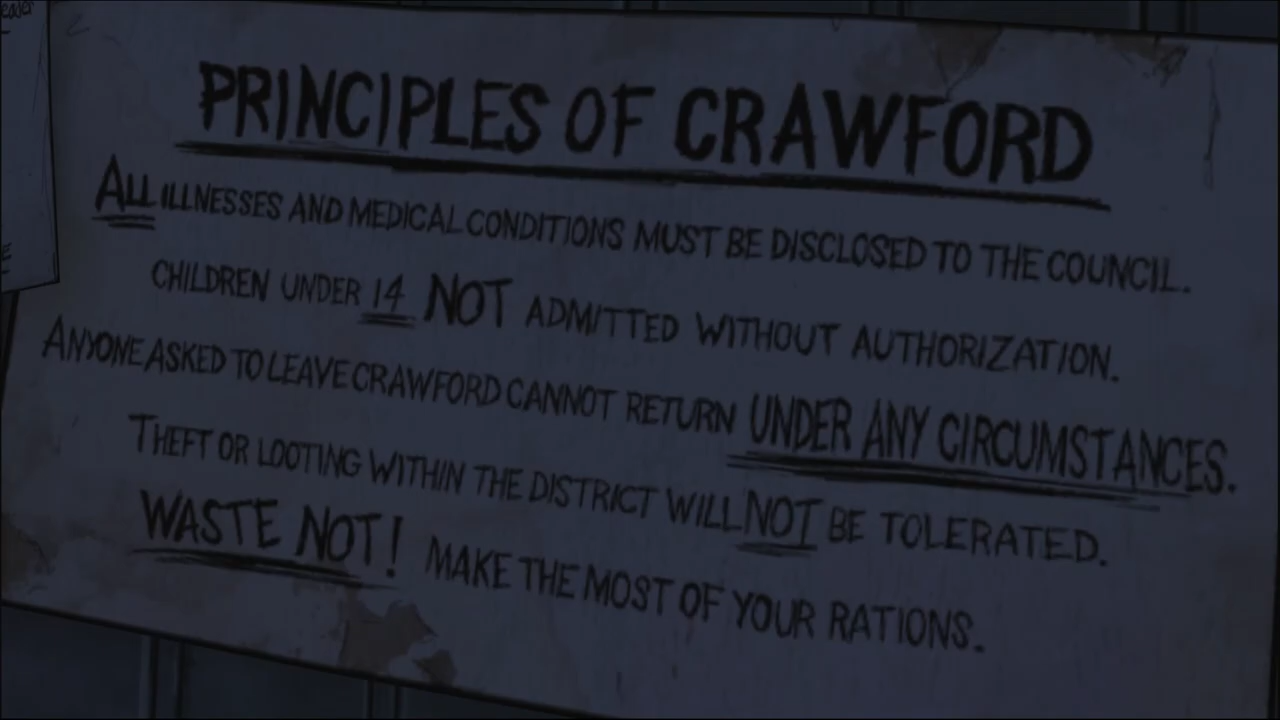 eader
E
PRINCIPLES OF CRAWFORD
ALL ILLNESSES AND MEDICAL CONDITIONS MUST BE DISCLOSED TO THE COUNCIL.
CHILDREN UNDER 14 NOT ADMITTED WITHOUT AUTHORIZATION.
ANYONE ASKED TO LEAVE CRAWFORD CANNOT RETURN UNDER ANY CIRCUMSTANCES.
THEFT OR LOOTING WITHIN THE DISTRICT WILL NOT BE TOLERATED.
WASTE NOT! MAKE THE MOST OF YOUR RATIONS.